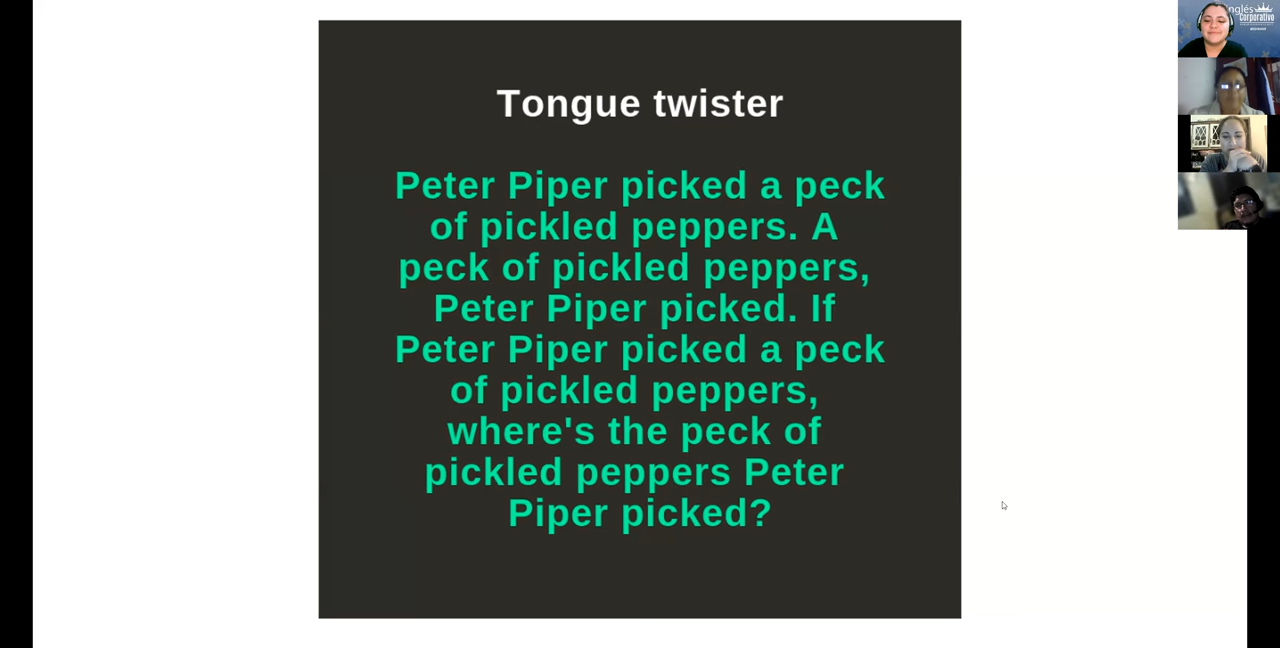 Tongue twister
Peter Piper picked a peck
of pickled peppers. A
peck of pickled peppers,
Peter Piper picked. If
Peter Piper picked a peck
of pickled peppers,
where's the peck of
pickled peppers Peter
Piper picked?
nglés
Corporativo